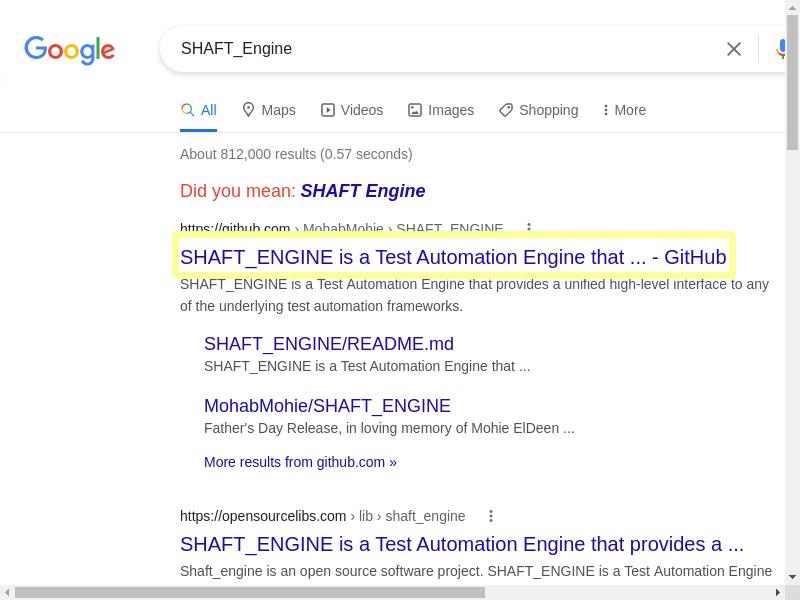 Google
SHAFT_Engine
All Maps Videos Images Shopping More
About 812,000 results (0.57 seconds)
Did you mean: SHAFT Engine
https://github.com › MohabMohie › SHAFT_ENGINE
SHAFT_ENGINE is a Test Automation Engine that ... - GitHub
SHAFT_ENGINE is a Test Automation Engine that provides a unified high-level interface to any
of the underlying test automation frameworks.
SHAFT_ENGINE/README.md
SHAFT_ENGINE is a Test Automation Engine that ...
MohabMohie/SHAFT_ENGINE
Father's Day Release, in loving memory of Mohie ElDeen ...
More results from github.com »
https://opensourcelibs.com › lib › shaft_engine
SHAFT_ENGINE is a Test Automation Engine that provides a ...
Shaft_engine is an open source software project. SHAFT_ENGINE is a Test Automation Engine